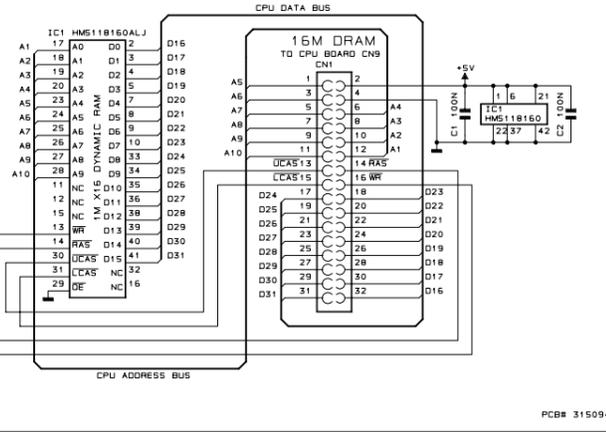 CPU DATA BUS
IC1 HM5118160ALJ
A1 17 A0 D0 2 D16
A2 18 A1 D1 3 D17
A3 19 A2 D2 4 D18
A4 20 A3 D3 5 D19
A5 23 A4 D4 7 D20
A6 24 A5 D5 8 D21
A7 25 A6 D6 9 D22
A8 26 A7 D7 10 D23
A9 27 A8 D8 33 D24
A10 28 A9 D9 34 D25
11 NC D10 35 D26
12 NC D11 36 D27
15 NC D12 38 D28
13 WR D13 39 D29
14 RAS D14 40 D30
30 UCAS D15 41 D31
31 LCAS NC 32
29 OE NC 16
1M X16 DYNAMIC RAM
16M DRAM
TO CPU BOARD CN9
CN1
A5 1 2
A6 3 4
A7 5 6 A4
A8 7 8 A3
A9 9 10 A2
A10 11 12 A1
UCAS 13 14 RAS
LCAS 15 16 WR
D24 17 18 D23
D25 19 20 D22
D26 21 22 D21
D27 23 24 D20
D28 25 26 D19
D29 27 28 D18
D30 29 30 D17
D31 31 32 D16
+5V
C1 100N
1 6 21
IC1
HM5118160
22 37 42
C2 100N
CPU ADDRESS BUS
PCB# 315094